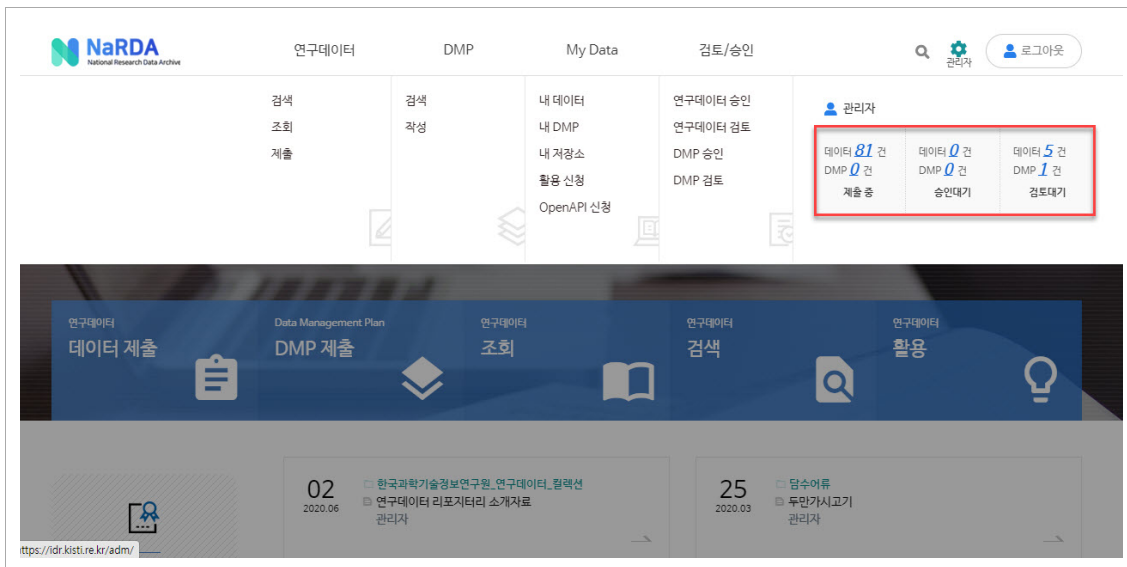 NaRDA
National Research Data Archive
연구데이터
DMP
My Data
검토/승인
관리자
로그아웃
검색
조회
제출
검색
작성
내 데이터
내 DMP
내 저장소
활용 신청
OpenAPI 신청
연구데이터 승인
연구데이터 검토
DMP 승인
DMP 검토
관리자
데이터 81 건
DMP 0 건
제출 중
데이터 0 건
DMP 0 건
승인대기
데이터 5 건
DMP 1 건
검토대기
연구데이터
데이터 제출
Data Management Plan
DMP 제출
연구데이터
조회
연구데이터
검색
연구데이터
활용
02
2020.06
한국과학기술정보연구원_연구데이터_컬렉션
연구데이터 리포지터리 소개자료
관리자
25
2020.03
담수어류
두만가시고기
관리자
ttps://idr.kisti.re.kr/adm/